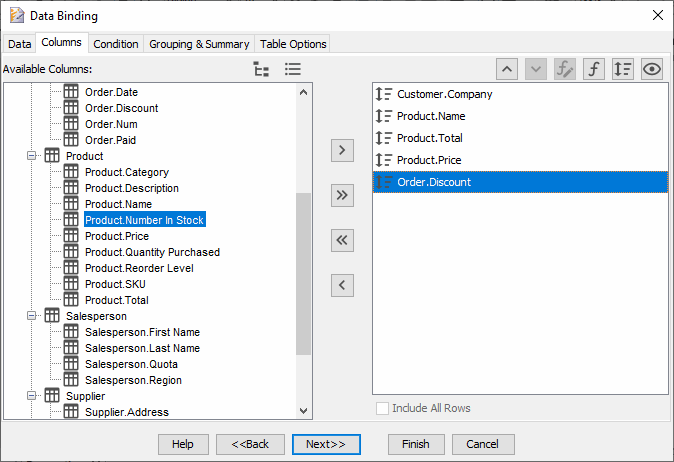 Data Binding
Data Columns Condition Grouping & Summary Table Options
Available Columns:
Order.Date
Order.Discount
Order.Num
Order.Paid
Product
Product.Category
Product.Description
Product.Name
Product.Number In Stock
Product.Price
Product.Quantity Purchased
Product.Reorder Level
Product.SKU
Product.Total
Salesperson
Salesperson.First Name
Salesperson.Last Name
Salesperson.Quota
Salesperson.Region
Supplier
Supplier.Address
Customer.Company
Product.Name
Product.Total
Product.Price
Order.Discount
Include All Rows
Help <<Back Next>> Finish Cancel